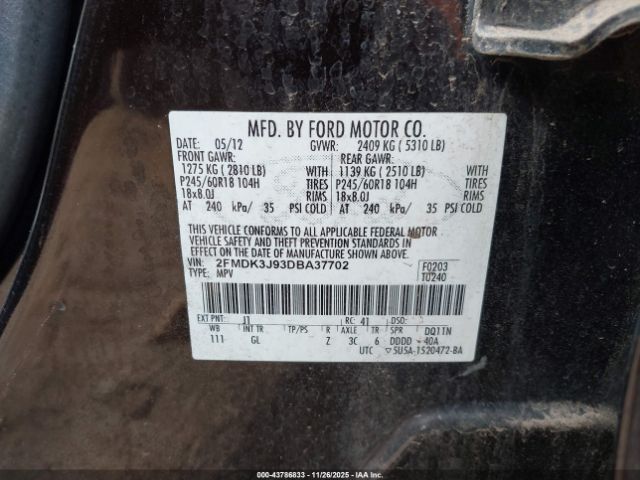 MFD. BY FORD MOTOR CO.
DATE: 05/12 GVWR: 2409 KG ( 5310 LB)
FRONT GAWR: REAR GAWR:
1275 KG ( 2810 LB) WITH 1139 KG ( 2510 LB) WITH
P245/60R18 104H TIRES P245/60R18 104H TIRES
18x8.0J RIMS 18x8.0J RIMS
AT 240 kPa/ 35 PSI COLD AT 240 kPa/ 35 PSI COLD
THIS VEHICLE CONFORMS TO ALL APPLICABLE FEDERAL MOTOR
VEHICLE SAFETY AND THEFT PREVENTION STANDARDS IN
EFFECT ON THE DATE OF MANUFACTURE SHOWN ABOVE.
VIN: 2FMDK3J93DBA37702 F0203
TYPE: MPV T0240
EXT PNT: J1 RC: 41 DSO:
WB INT TR TP/PS R AXLE TR SPR DQ11N
111 GL Z 3C 6 DDDD 40A
UTC ▽5U5A-1520472-BA
© 43786833 - 11/26/2025 - IAA, Inc.